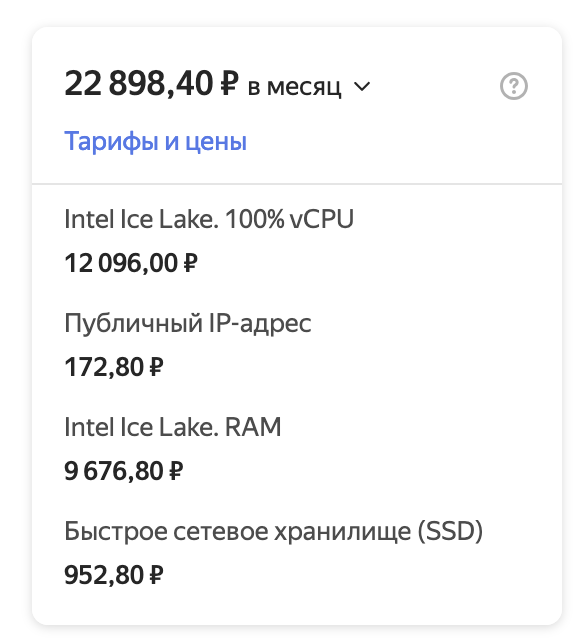 22 898,40 ₽ в месяц
Тарифы и цены
Intel Ice Lake. 100% vCPU
12 096,00 ₽
Публичный IP-адрес
172,80 ₽
Intel Ice Lake. RAM
9 676,80 ₽
Быстрое сетевое хранилище (SSD)
952,80 ₽